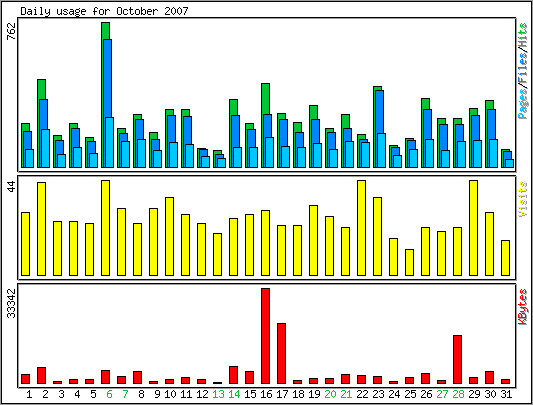 Daily usage for October 2007
762
Pages/Files/Hits
44
Visits
33342
KBytes
1 2 3 4 5 6 7 8 9 10 11 12 13 14 15 16 17 18 19 20 21 22 23 24 25 26 27 28 29 30 31